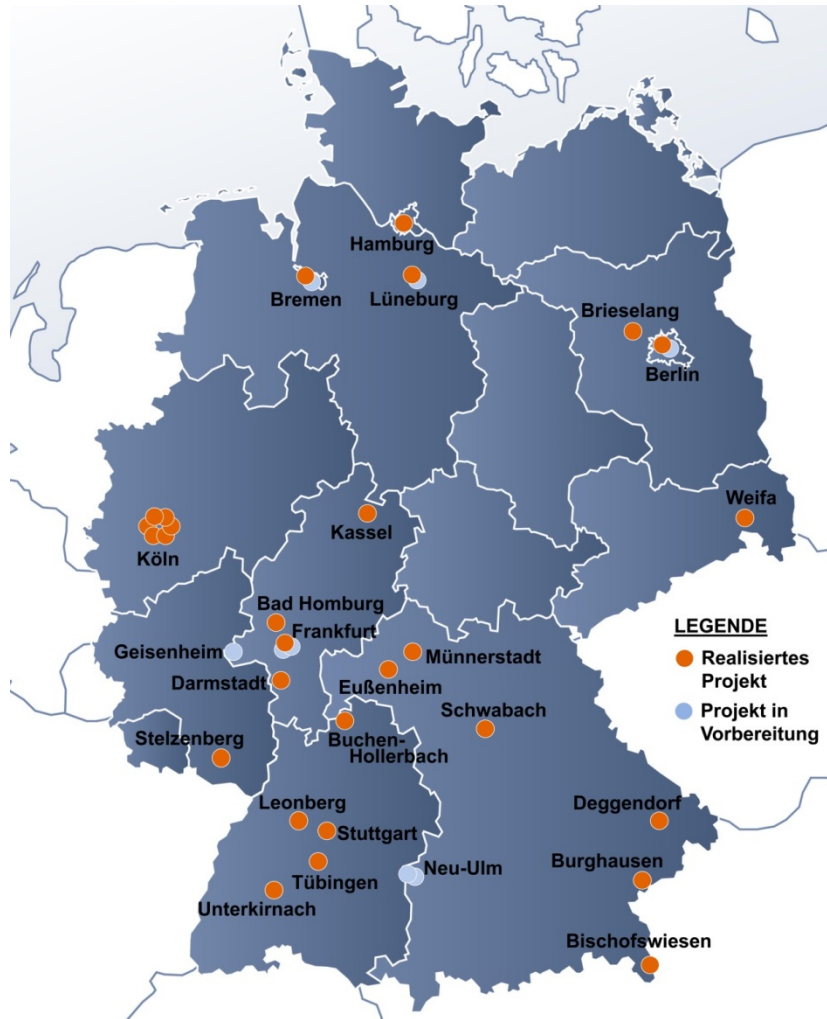 Hamburg
Bremen
Lüneburg
Brieselang
Berlin
Weifa
Kassel
Köln
Bad Homburg
Frankfurt
Geisenheim
Darmstadt
Münnerstadt
Eußenheim
Schwabach
Stelzenberg
Buchen-
Hollerbach
LEGENDE
Realisiertes
Projekt
Projekt in
Vorbereitung
Leonberg
Stuttgart
Tübingen
Unterkirnach
Neu-Ulm
Deggendorf
Burghausen
Bischofswiesen